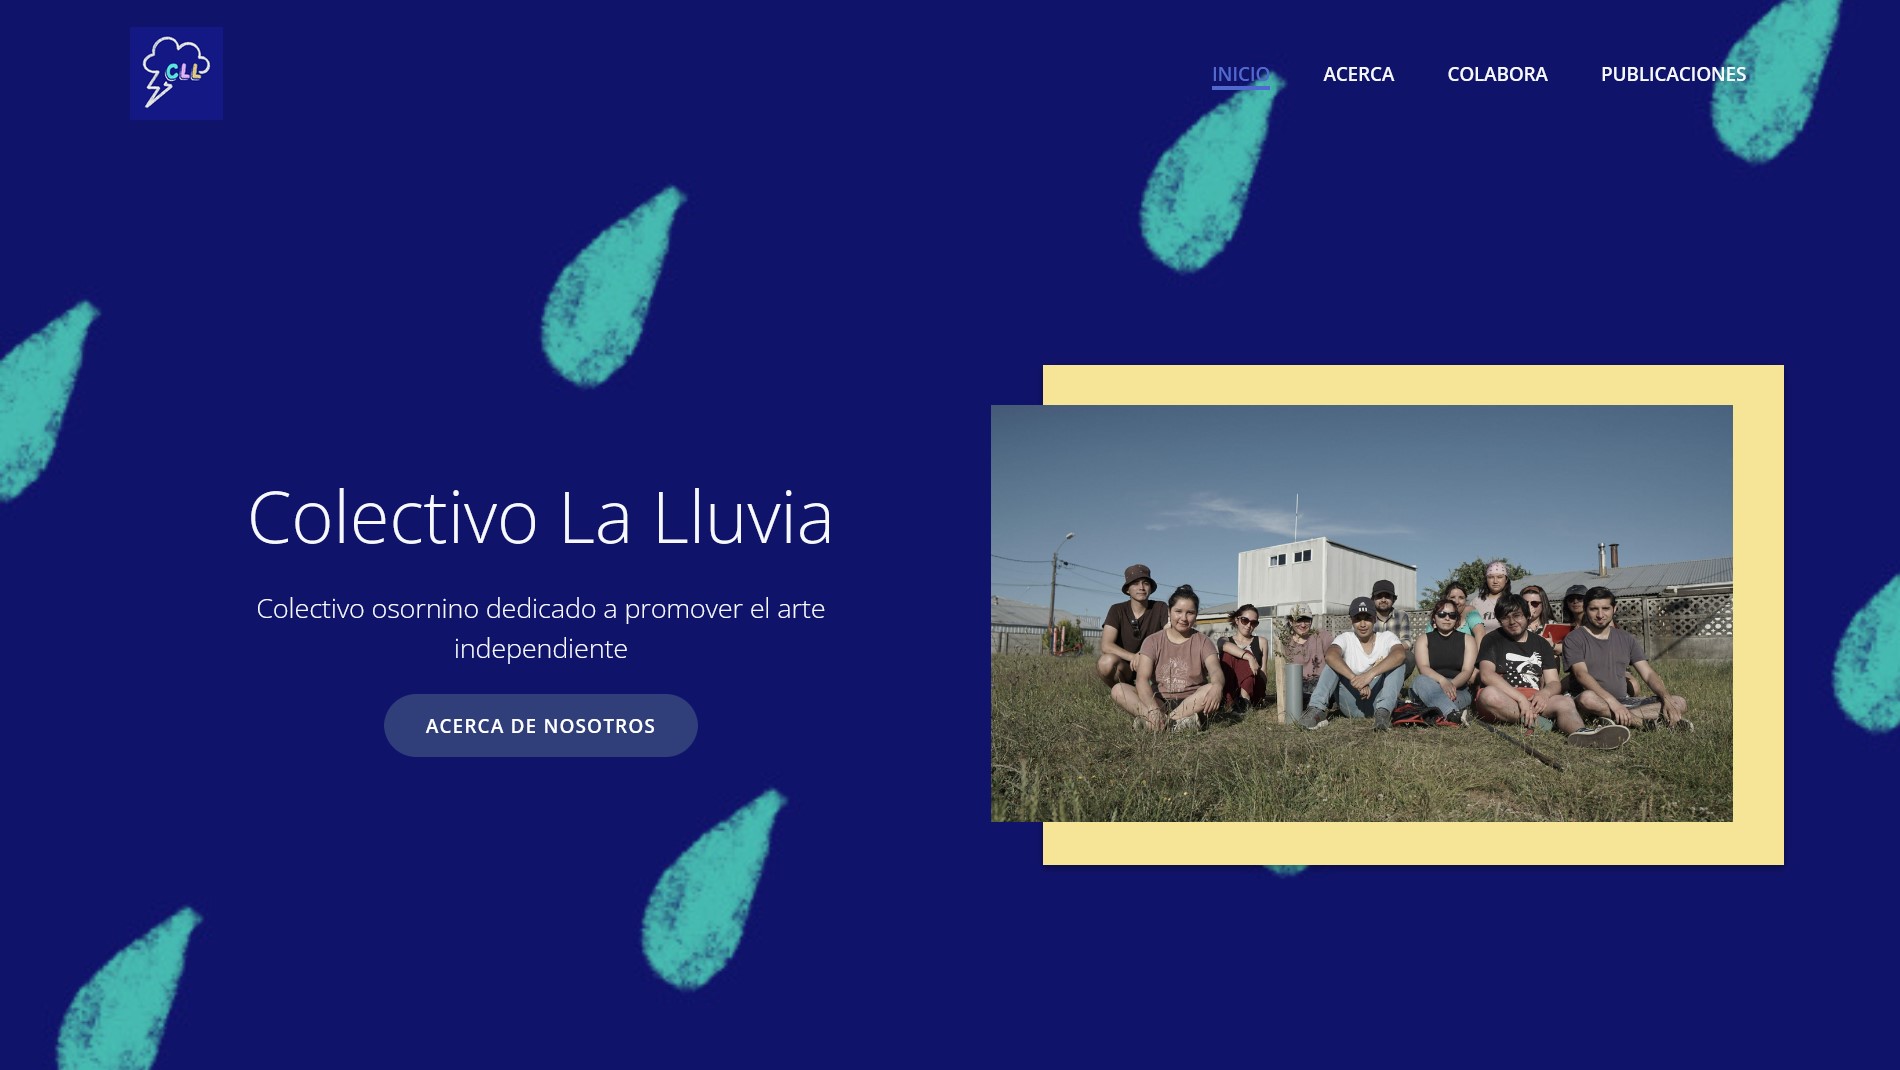 CLL
INICIO
ACERCA
COLABORA
PUBLICACIONES
Colectivo La Lluvia
Colectivo osornino dedicado a promover el arte
independiente
ACERCA DE NOSOTROS